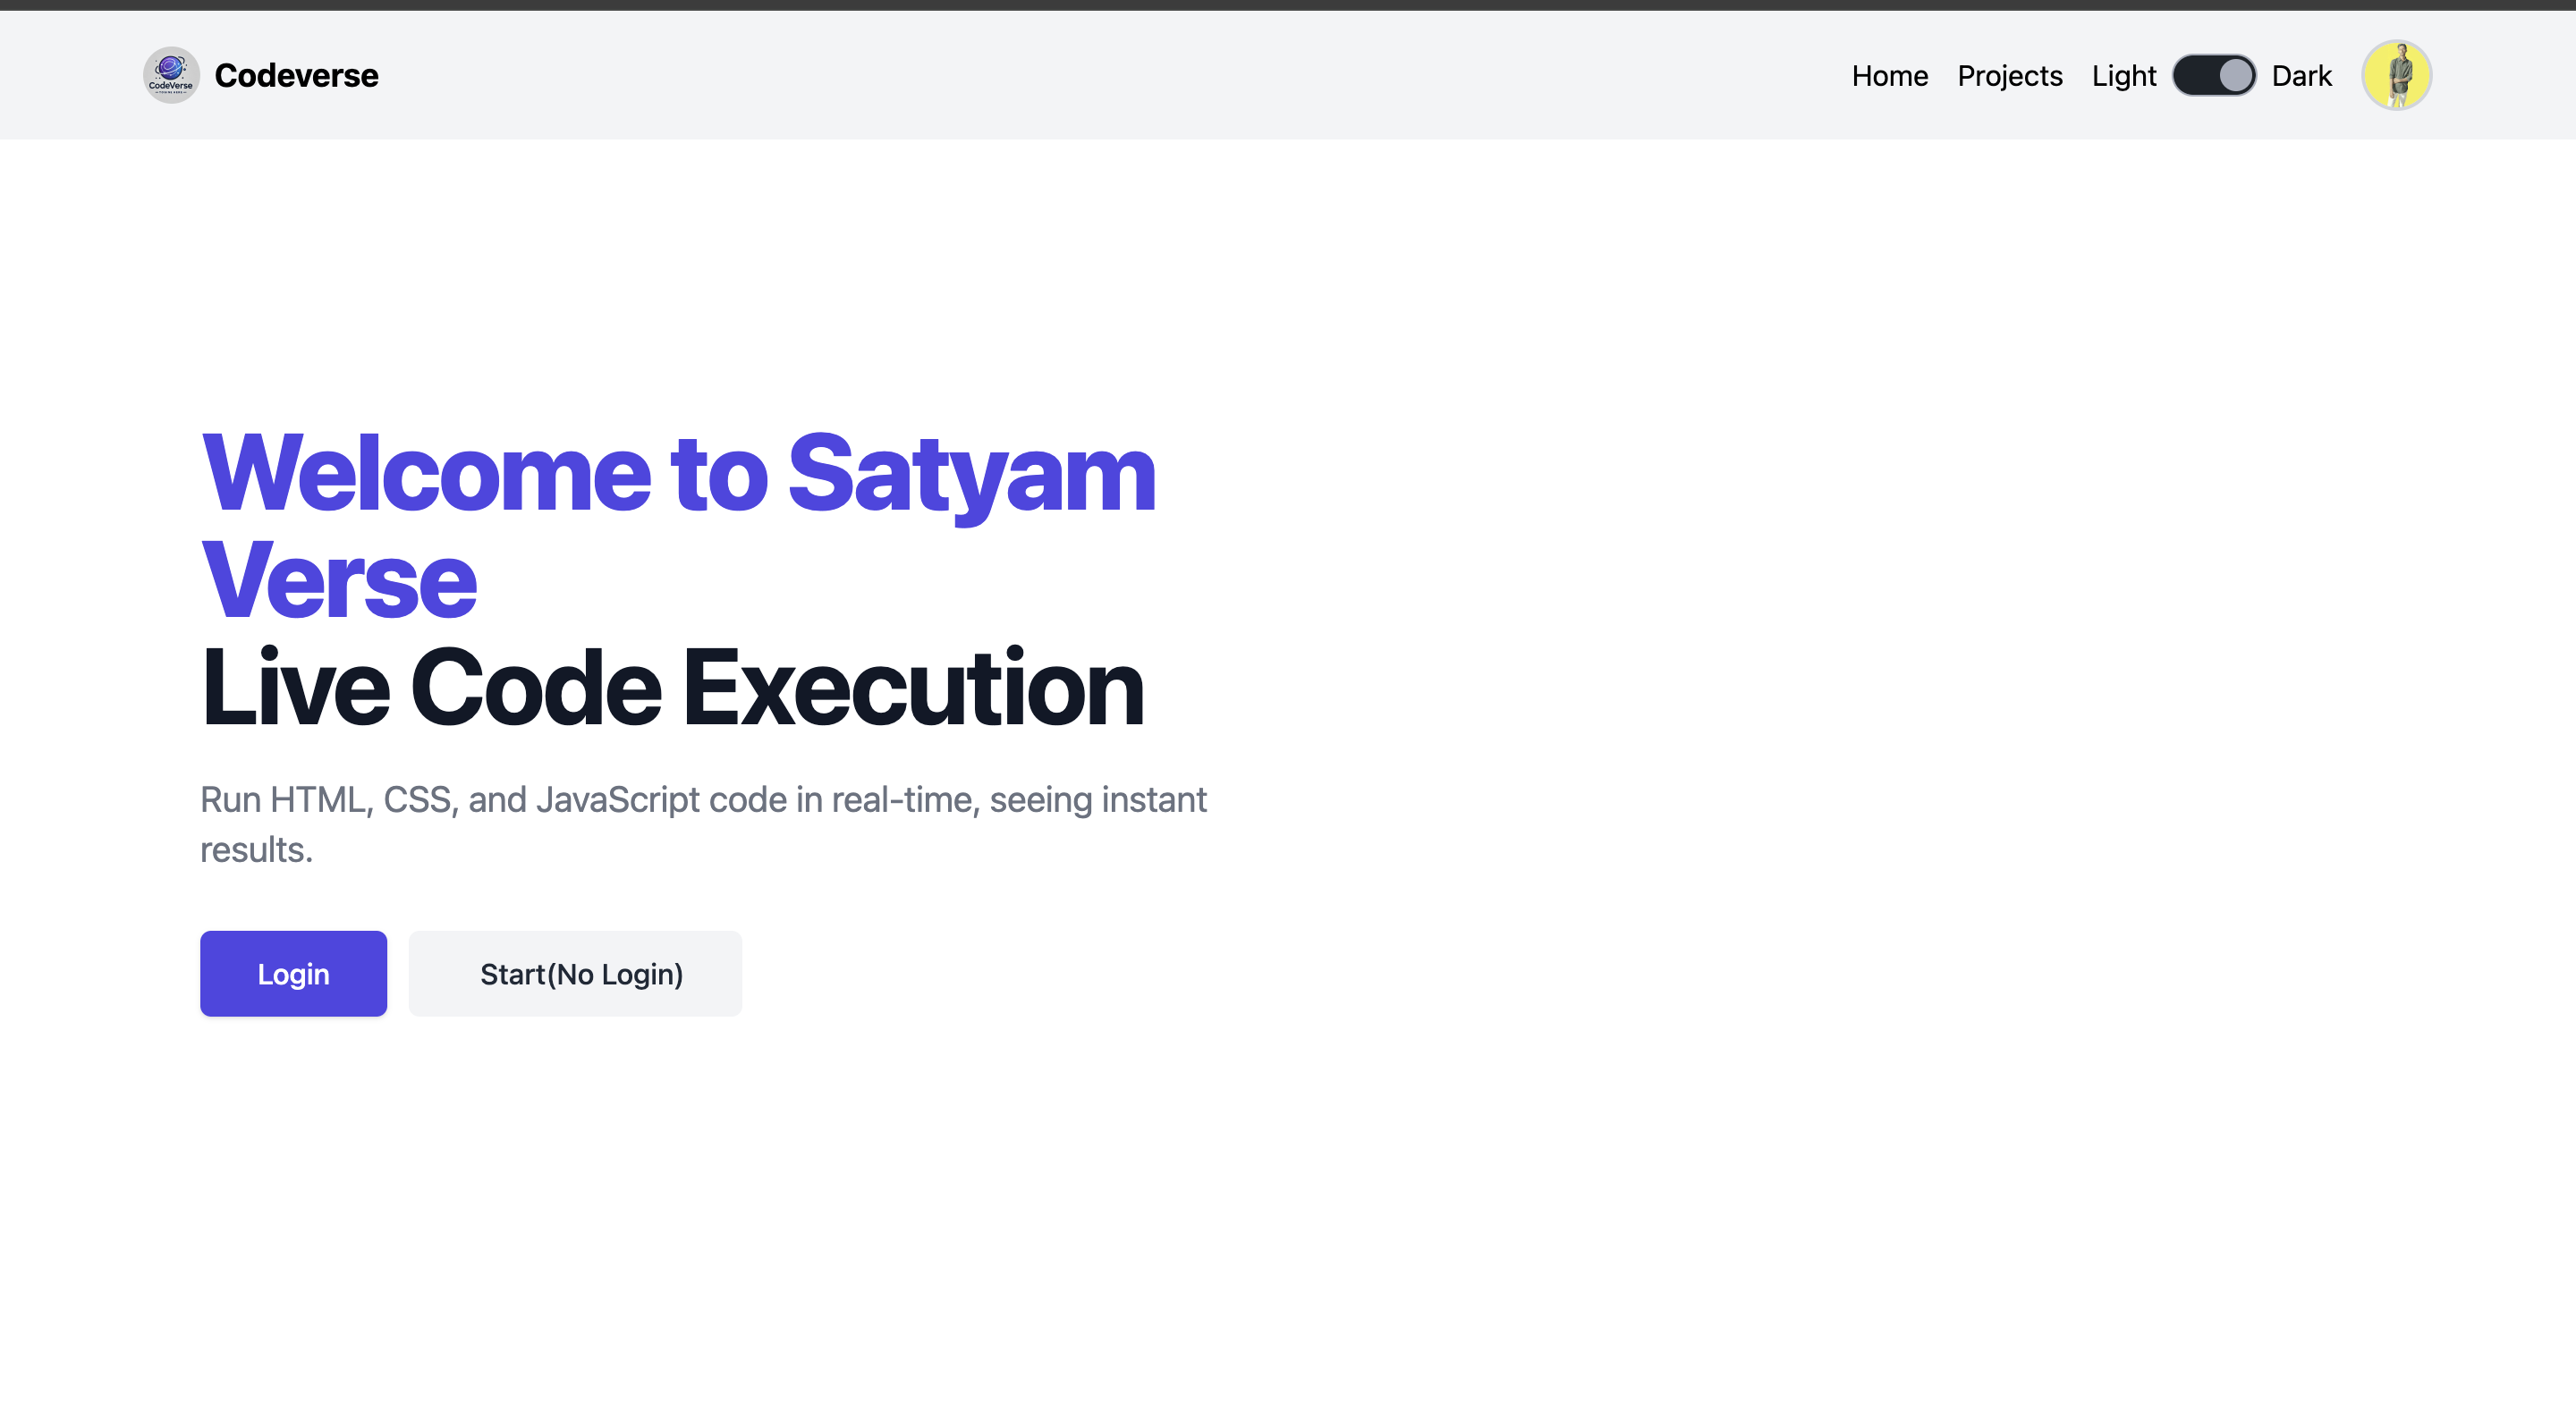 CodeVerse
Codeverse
Home Projects Light Dark
Welcome to Satyam
Verse
Live Code Execution
Run HTML, CSS, and JavaScript code in real-time, seeing instant
results.
Login Start(No Login)